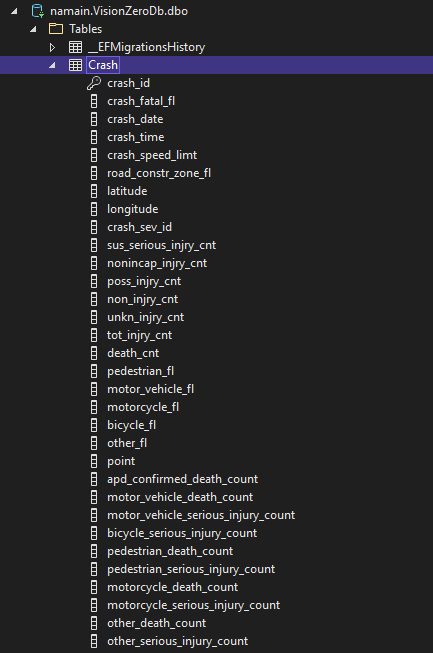 namain.VisionZeroDb.dbo
Tables
__EFMigrationsHistory
Crash
crash_id
crash_fatal_fl
crash_date
crash_time
crash_speed_limt
road_constr_zone_fl
latitude
longitude
crash_sev_id
sus_serious_injry_cnt
nonincap_injry_cnt
poss_injry_cnt
non_injry_cnt
unkn_injry_cnt
tot_injry_cnt
death_cnt
pedestrian_fl
motor_vehicle_fl
motorcycle_fl
bicycle_fl
other_fl
point
apd_confirmed_death_count
motor_vehicle_death_count
motor_vehicle_serious_injury_count
bicycle_serious_injury_count
pedestrian_death_count
pedestrian_serious_injury_count
motorcycle_death_count
motorcycle_serious_injury_count
other_death_count
other_serious_injury_count